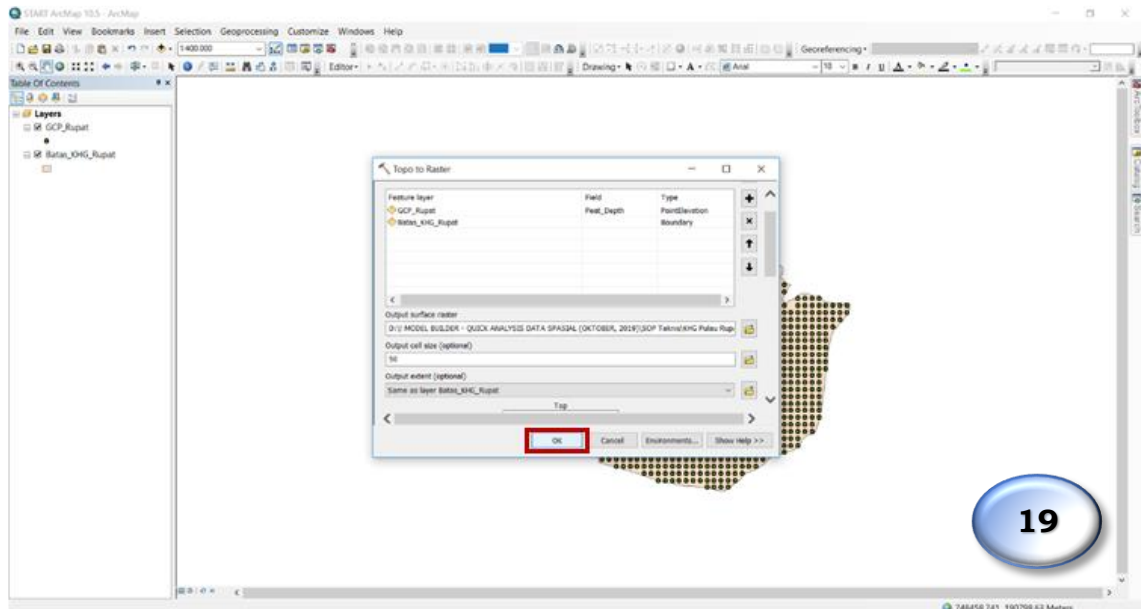 START ArcMap 10.5 - ArcMap
File Edit View Bookmarks Insert Selection Geoprocessing Customize Windows Help
1:400.000
Georeferencing
Editor
Drawing
Arial
10
B I U
Table Of Contents
Layers
GCP_Rupat
Batas_KHG_Rupat
ArcToolbox
Catalog
Search
Topo to Raster
Feature layer Field Type
GCP_Rupat Peat_Depth PointElevation
Batas_KHG_Rupat Boundary
Output surface raster
MODEL BUILDER - QUICK ANALYSIS DATA SPASIAL (OKTOBER, 2019)\SOP Teknis\KHG Pulau Rup
Output cell size (optional)
50
Output extent (optional)
Same as layer Batas_KHG_Rupat
Top
OK Cancel Environments... Show Help >>
19
246458,741 190798,63 Meters